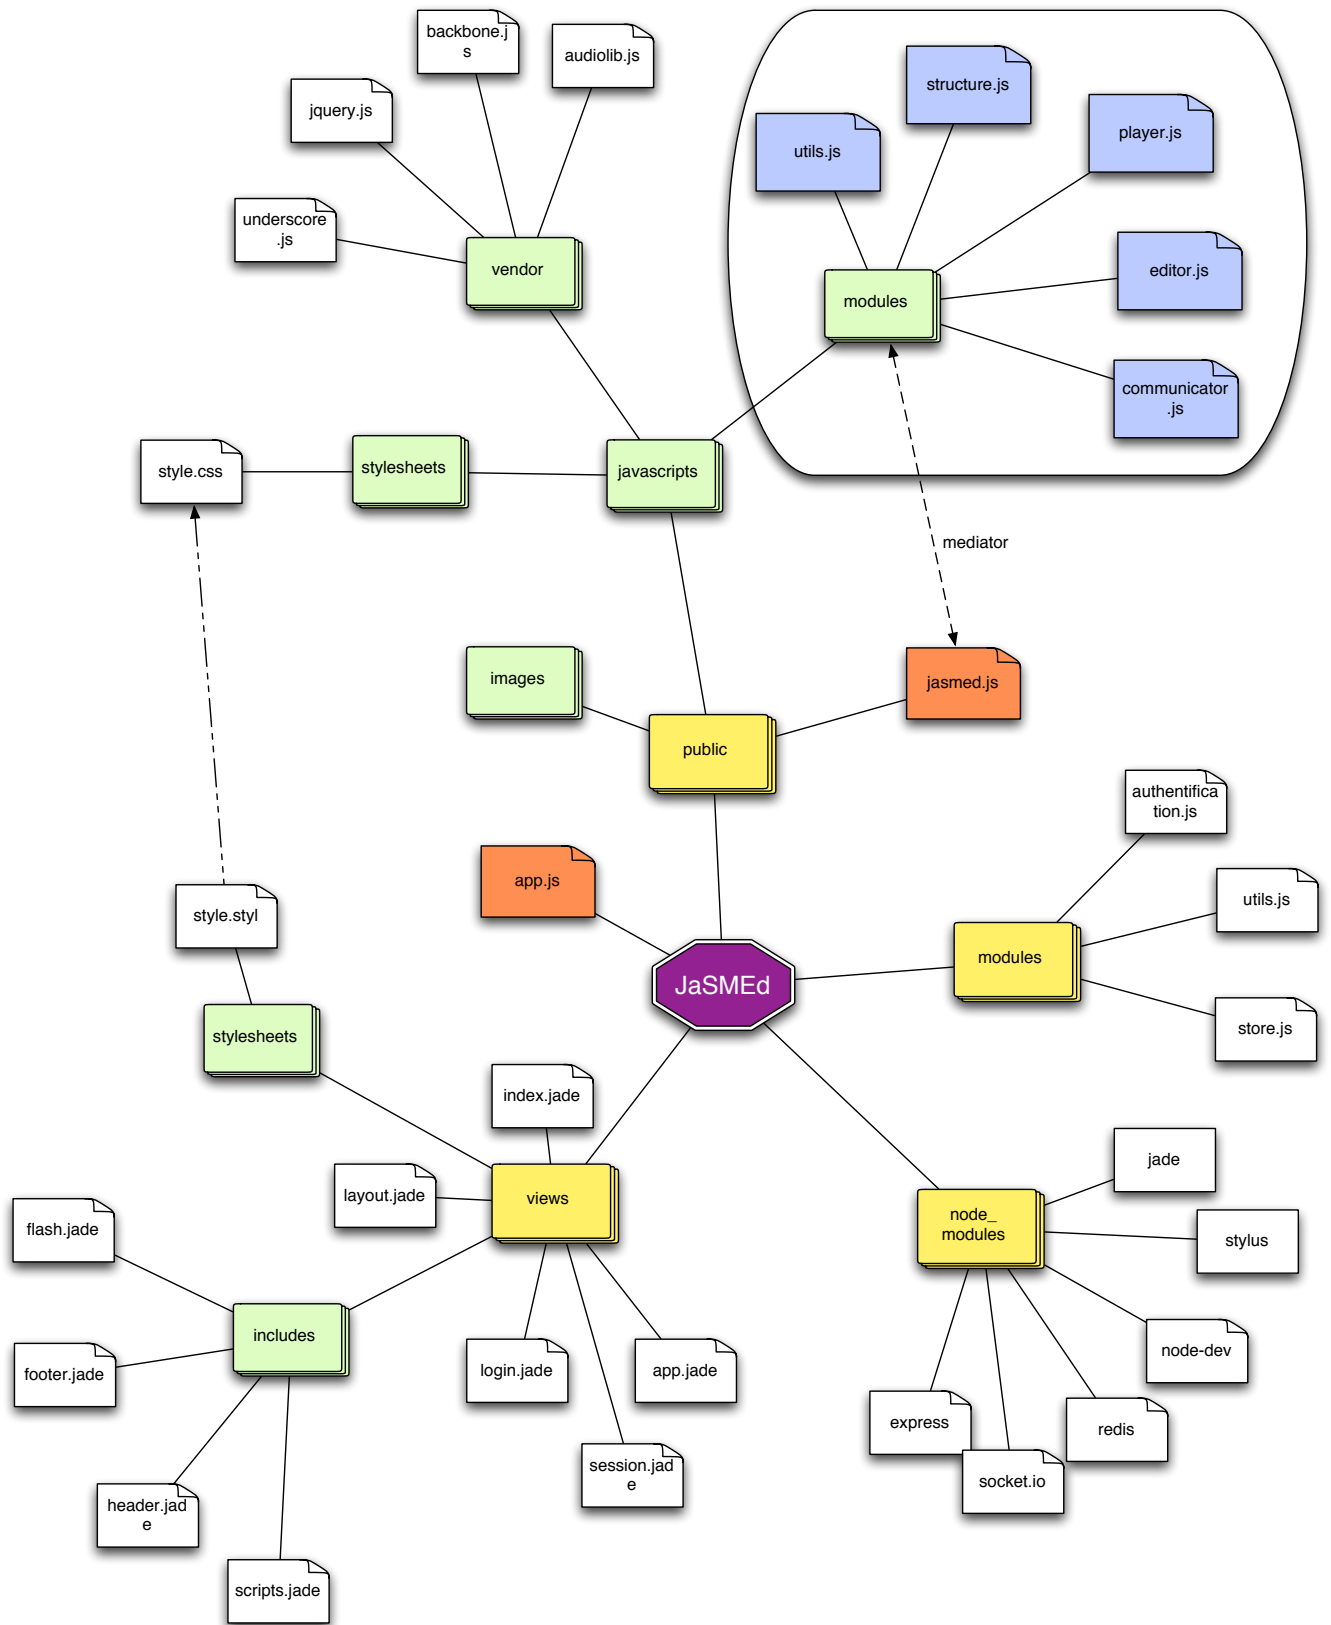 backbone.j
s
audiolib.js
structure.js
jquery.js
player.js
utils.js
underscore
.js
vendor
editor.js
modules
communicator
.js
style.css
stylesheets
javascripts
mediator
images
jasmed.js
public
authentifica
tion.js
app.js
utils.js
style.styl
modules
JaSMEd
stylesheets
store.js
index.jade
jade
layout.jade
views
node_
modules
flash.jade
stylus
includes
node-dev
footer.jade
login.jade
app.jade
express
redis
session.jad
e
socket.io
header.jad
e
scripts.jade